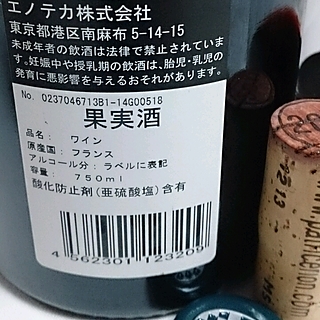 エノテカ株式会社
東京都港区南麻布 5-14-15
未成年者の飲酒は法律で禁止されています。
す。妊娠中や授乳期の飲酒は、胎児・乳児の
発育に悪影響を与えるおそれがあります。
No. 0237046713B1-14G00518
果実酒
品名: ワイン
原産国: フランス
アルコール分: ラベルに表記
容量: 750ml
酸化防止剤(亜硫酸塩)含有
4 562301 123209